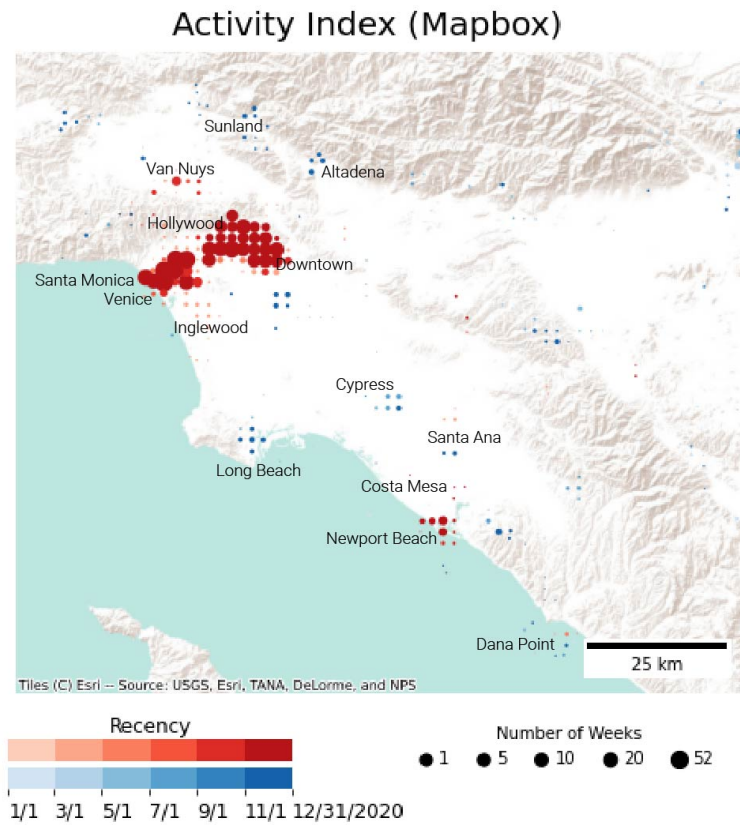 Activity Index (Mapbox)
Sunland
Van Nuys
Altadena
Hollywood
Downtown
Santa Monica
Venice
Inglewood
Cypress
Santa Ana
Long Beach
Costa Mesa
Newport Beach
Dana Point
25 km
Tiles (C) Esri -- Source: USGS, Esri, TANA, DeLorme, and NPS
Recency
Number of Weeks
1 5 10 20 52
1/1 3/1 5/1 7/1 9/1 11/1 12/31/2020